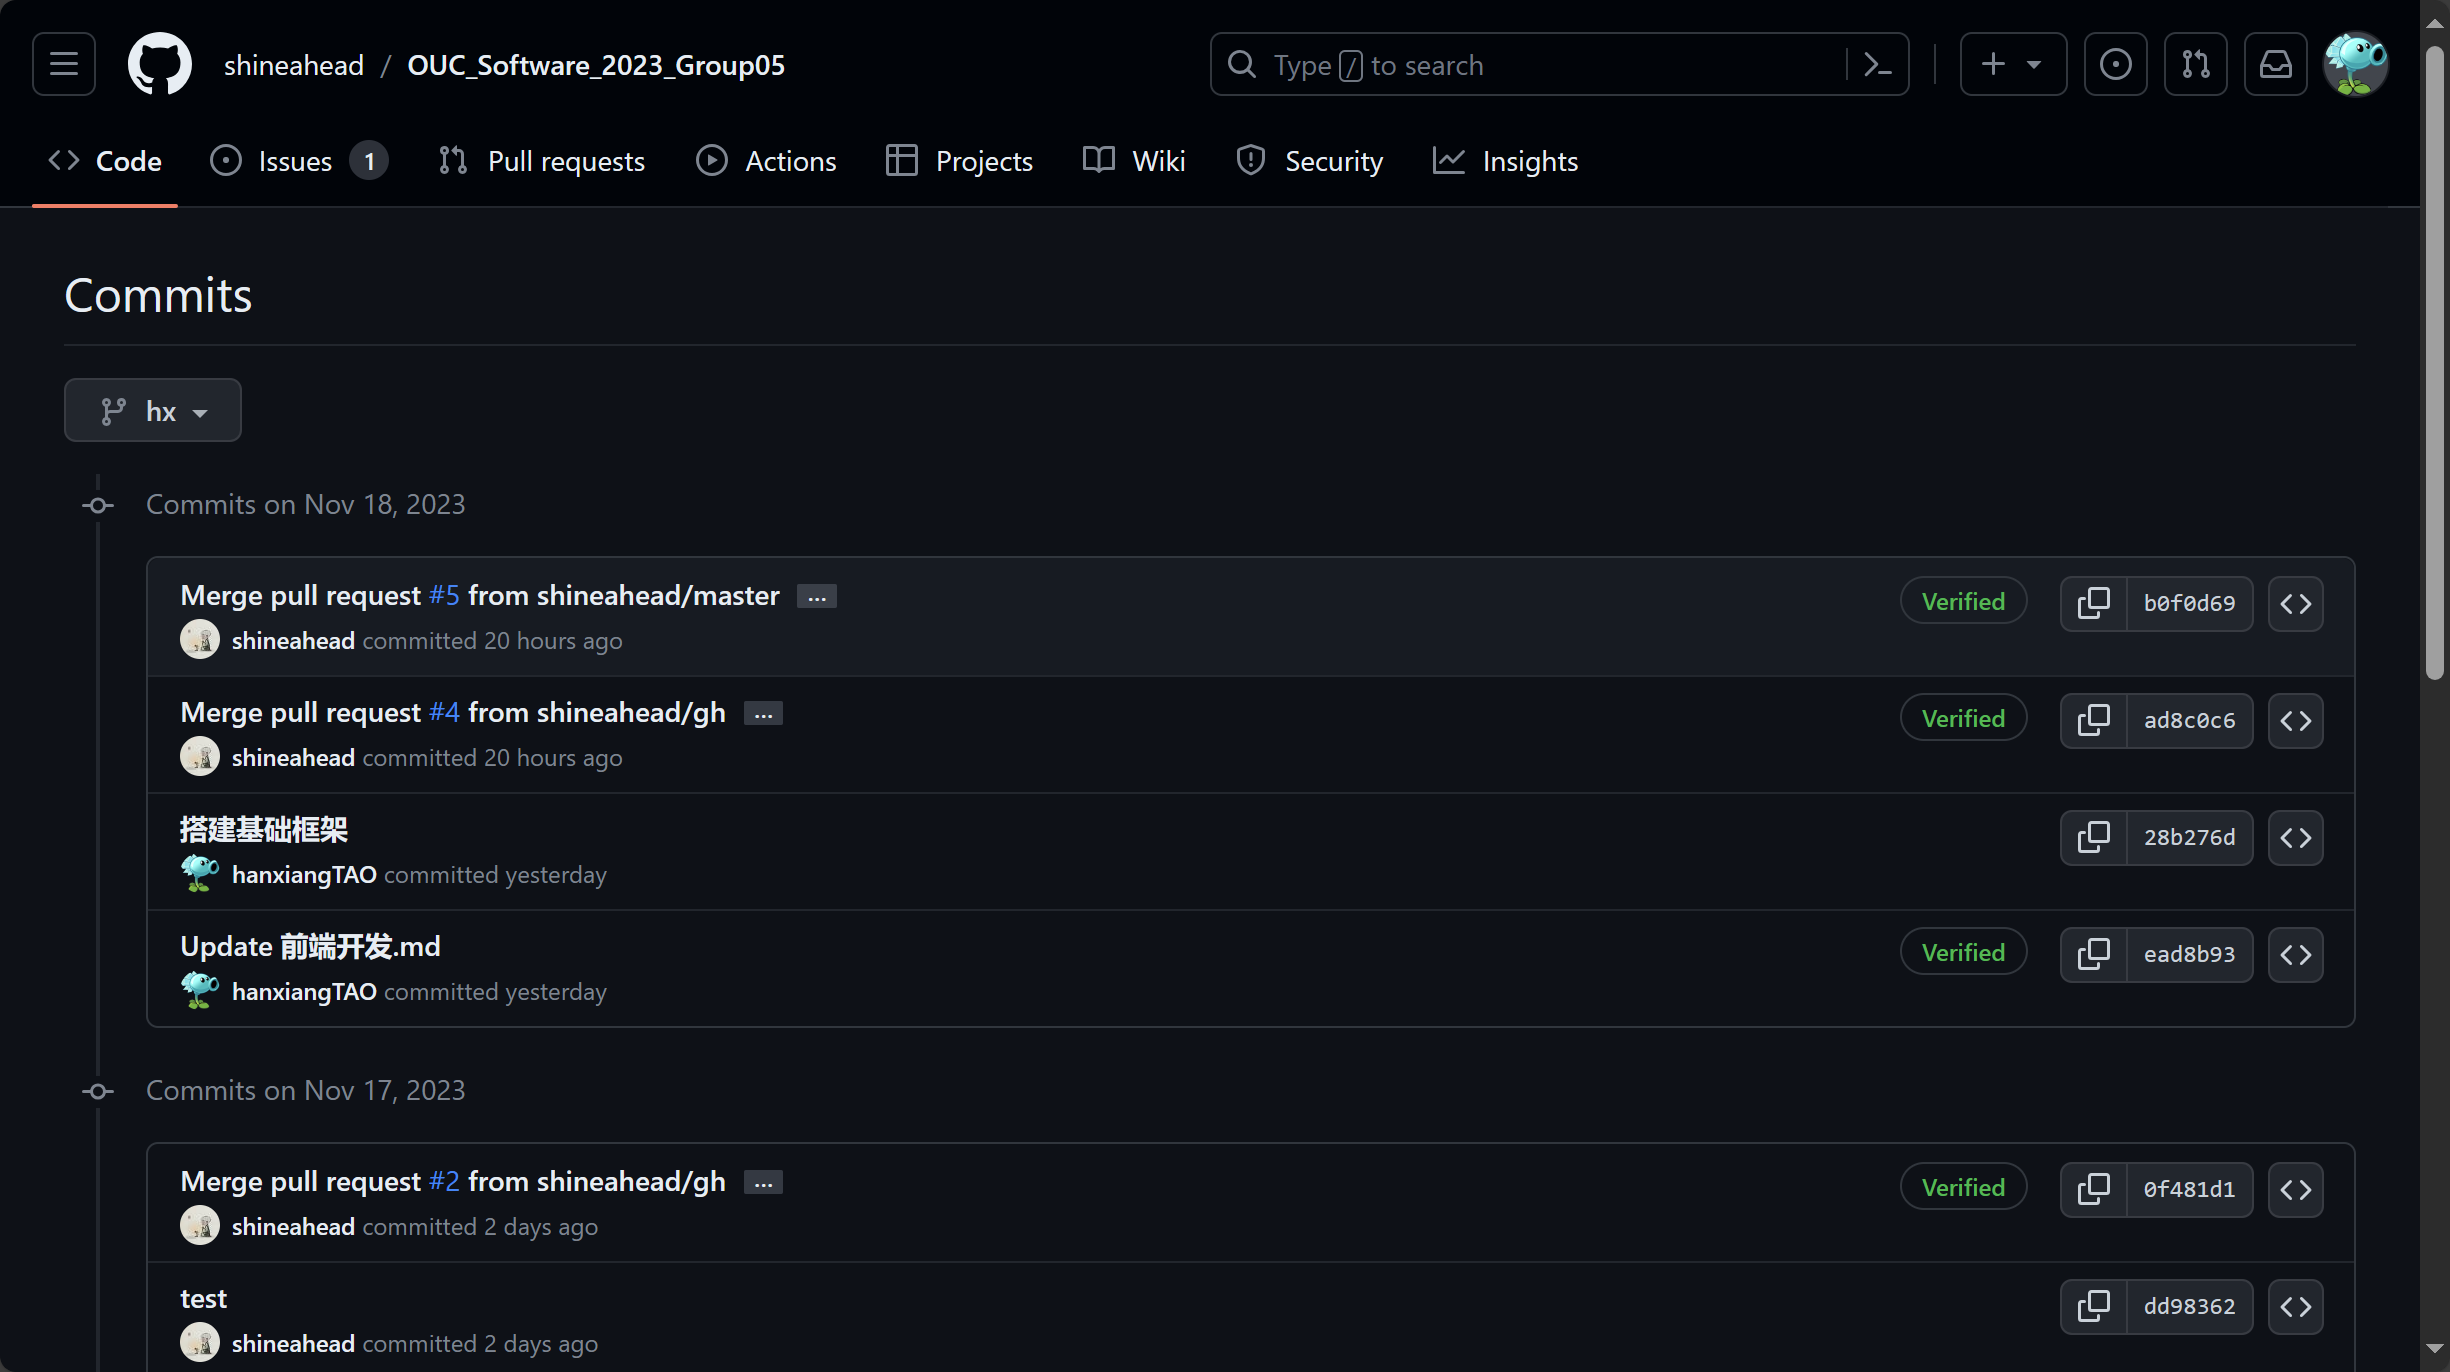 shineahead / OUC_Software_2023_Group05
Type / to search
Code
Issues 1
Pull requests
Actions
Projects
Wiki
Security
Insights
Commits
hx
Commits on Nov 18, 2023
Merge pull request #5 from shineahead/master ...
Verified
b0f0d69
shineahead committed 20 hours ago
Merge pull request #4 from shineahead/gh ...
Verified
ad8c0c6
shineahead committed 20 hours ago
搭建基础框架
28b276d
hanxiangTAO committed yesterday
Update 前端开发.md
Verified
ead8b93
hanxiangTAO committed yesterday
Commits on Nov 17, 2023
Merge pull request #2 from shineahead/gh ...
Verified
0f481d1
shineahead committed 2 days ago
test
dd98362
shineahead committed 2 days ago